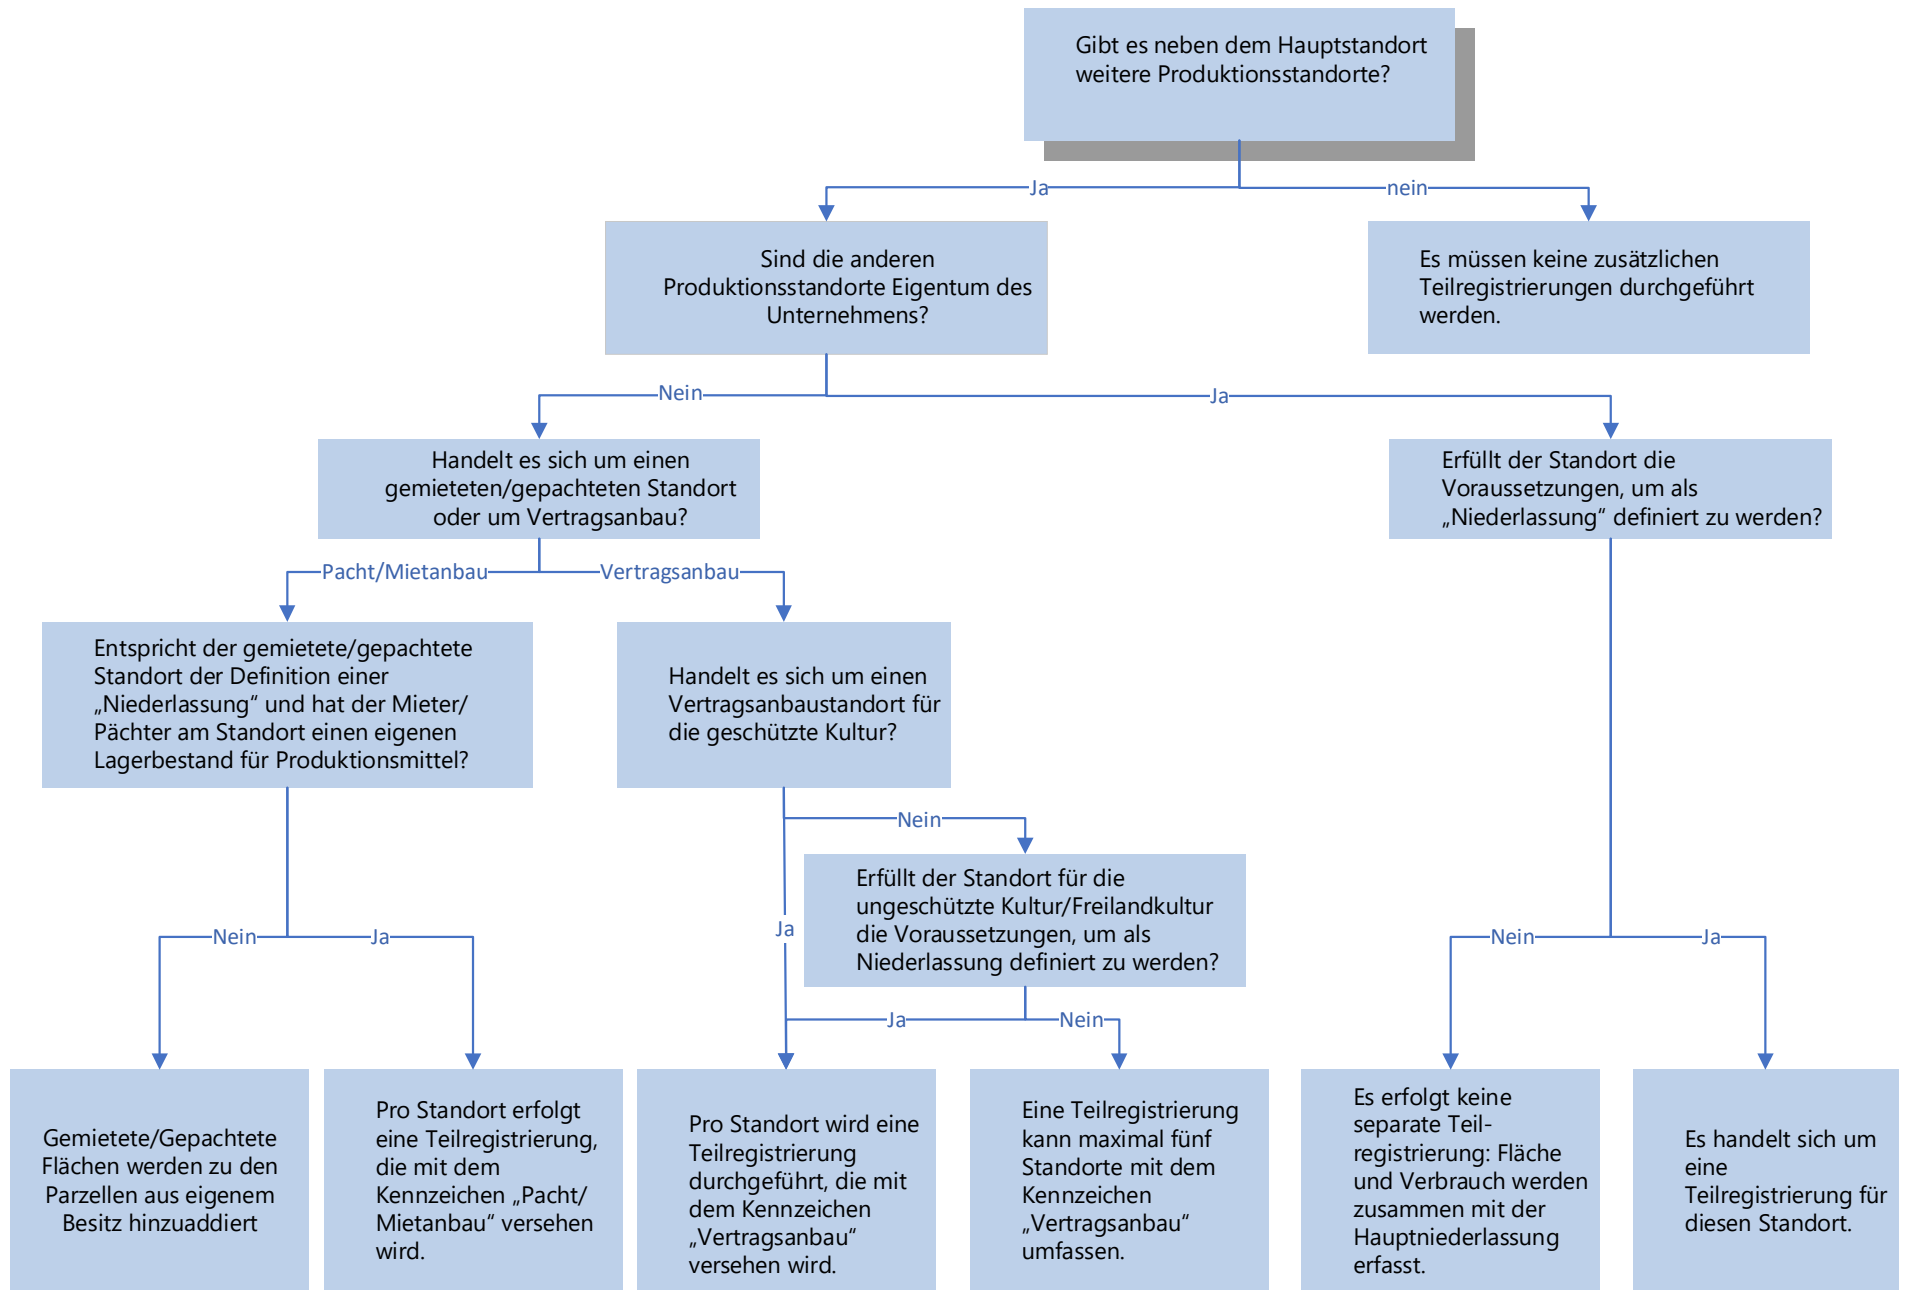 Gibt es neben dem Hauptstandort
weitere Produktionsstandorte?
Ja
nein
Sind die anderen
Produktionsstandorte Eigentum des
Unternehmens?
Es müssen keine zusätzlichen
Teilregistrierungen durchgeführt
werden.
Nein
Ja
Handelt es sich um einen
gemieteten/gepachteten Standort
oder um Vertragsanbau?
Erfüllt der Standort die
Voraussetzungen, um als
„Niederlassung“ definiert zu werden?
Pacht/Mietanbau
Vertragsanbau
Entspricht der gemietete/gepachtete
Standort der Definition einer
„Niederlassung“ und hat der Mieter/
Pächter am Standort einen eigenen
Lagerbestand für Produktionsmittel?
Handelt es sich um einen
Vertragsanbaustandort für
die geschützte Kultur?
Nein
Erfüllt der Standort für die
ungeschützte Kultur/Freilandkultur
die Voraussetzungen, um als
Niederlassung definiert zu werden?
Nein
Ja
Ja
Nein
Ja
Ja
Nein
Gemietete/Gepachtete
Flächen werden zu den
Parzellen aus eigenem
Besitz hinzuaddiert
Pro Standort erfolgt
eine Teilregistrierung,
die mit dem
Kennzeichen „Pacht/
Mietanbau“ versehen
wird.
Pro Standort wird eine
Teilregistrierung
durchgeführt, die mit
dem Kennzeichen
„Vertragsanbau“
versehen wird.
Eine Teilregistrierung
kann maximal fünf
Standorte mit dem
Kennzeichen
„Vertragsanbau“
umfassen.
Es erfolgt keine
separate Teil-
registrierung: Fläche
und Verbrauch werden
zusammen mit der
Hauptniederlassung
erfasst.
Es handelt sich um
eine
Teilregistrierung für
diesen Standort.